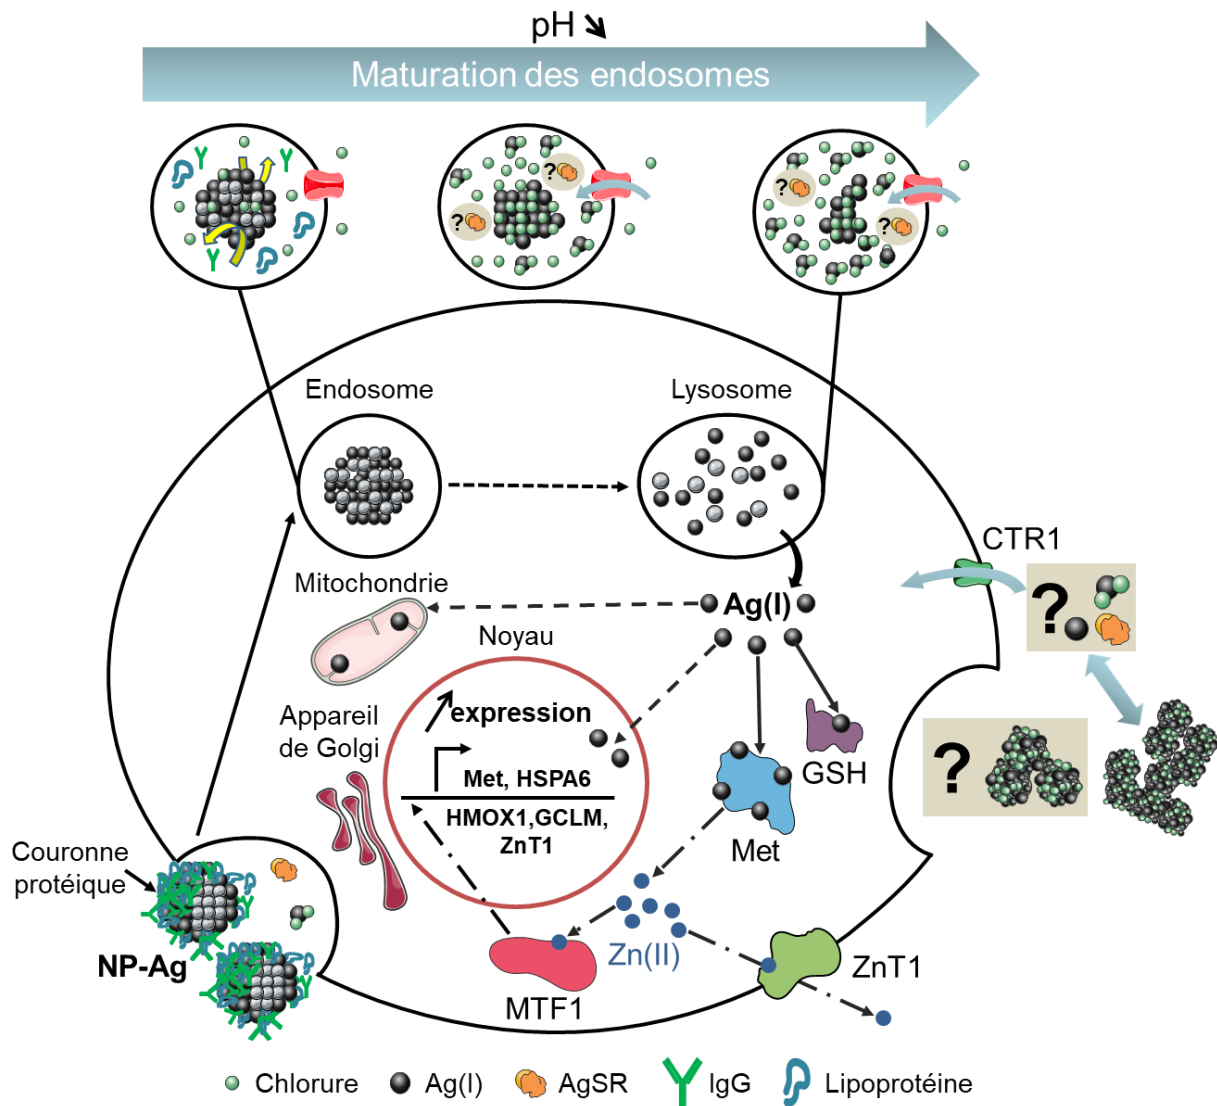 pH ↘
Maturation des endosomes
?
?
?
?
Endosome
Lysosome
CTR1
Mitochondrie
Ag(I)
?
Noyau
Appareil
de Golgi
expression
GSH
?
Met, HSPA6
HMOX1,GCLM,
ZnT1
Met
Couronne
protéique
NP-Ag
Zn(II)
ZnT1
MTF1
Chlorure
Ag(I)
AgSR
IgG
Lipoprotéine